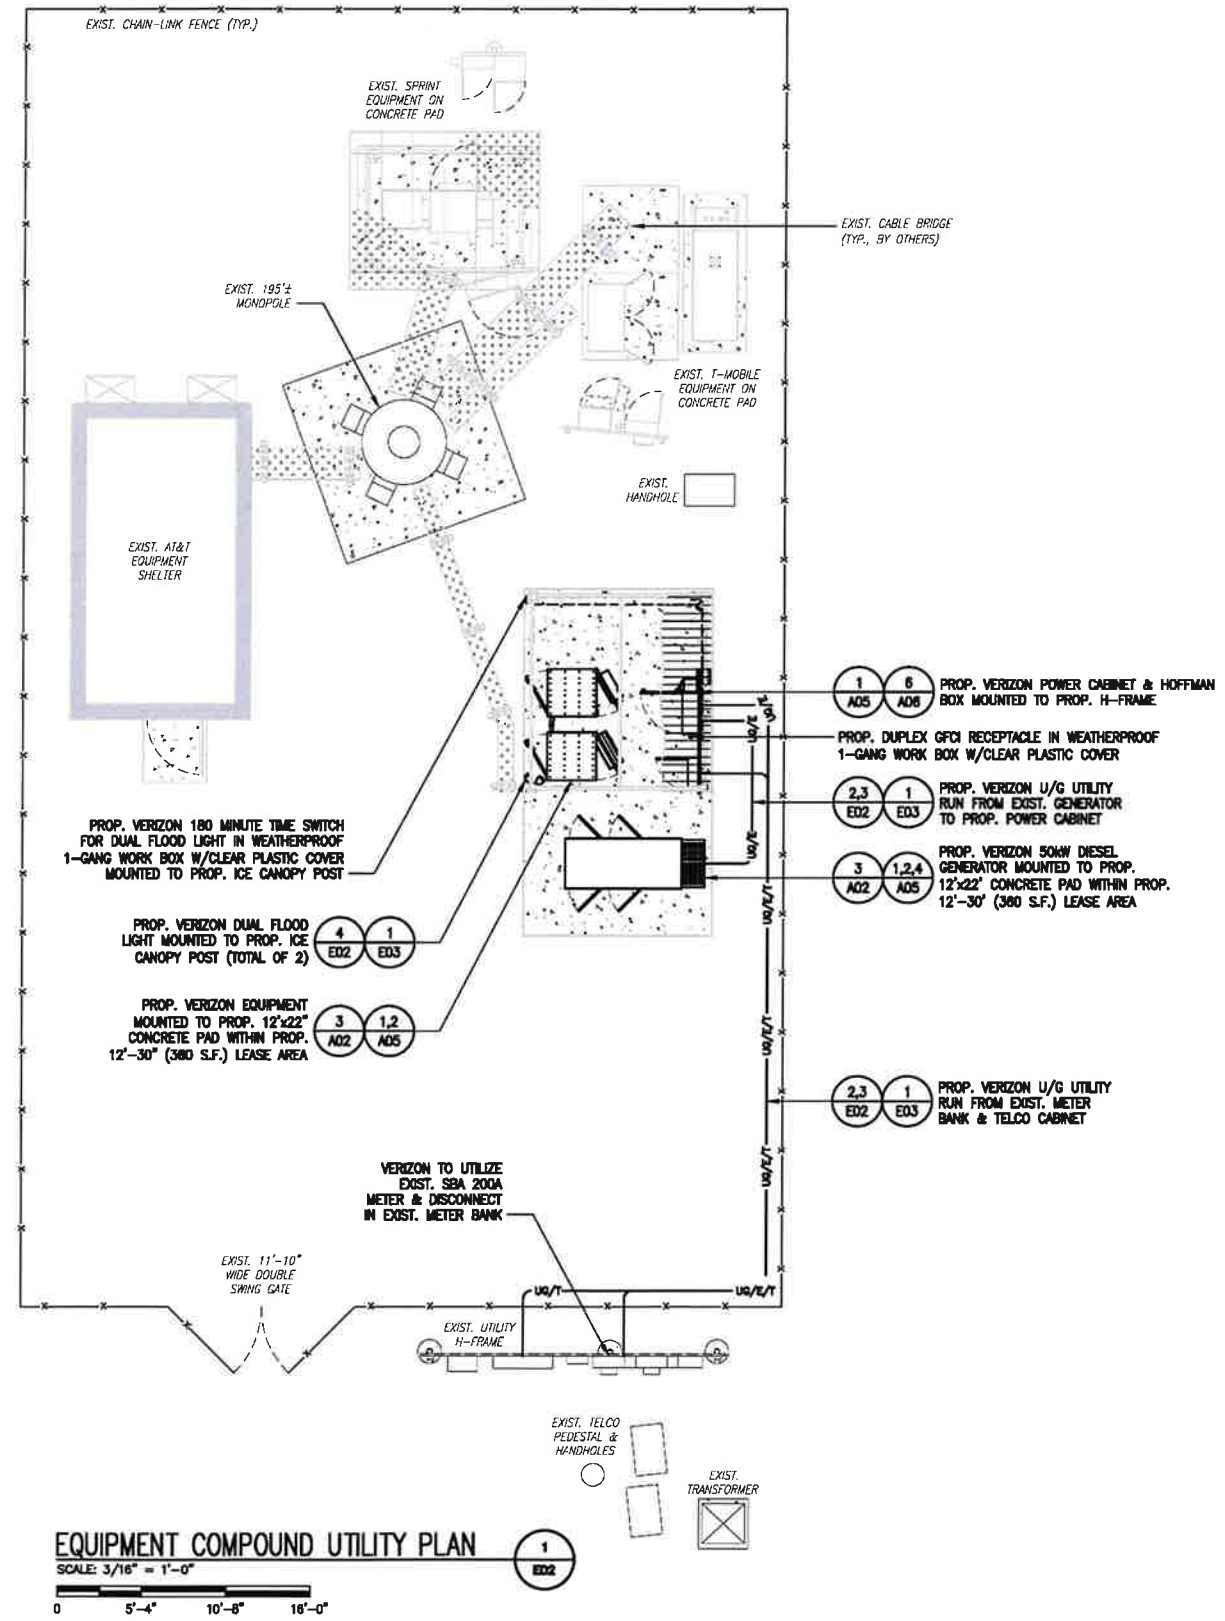 EXIST. CHAIN-LINK FENCE (TYP.)
EXIST. SPRINT
EQUIPMENT ON
CONCRETE PAD
EXIST. CABLE BRIDGE
(TYP., BY OTHERS)
EXIST. 195'±
MONOPOLE
EXIST. T-MOBILE
EQUIPMENT ON
CONCRETE PAD
EXIST.
HANDHOLE
EXIST. AT&T
EQUIPMENT
SHELTER
1
A05
6
A06
PROP. VERIZON POWER CABINET & HOFFMAN
BOX MOUNTED TO PROP. H-FRAME
PROP. DUPLEX GFCI RECEPTACLE IN WEATHERPROOF
1-GANG WORK BOX W/CLEAR PLASTIC COVER
2,3
E02
1
E03
PROP. VERIZON U/G UTILITY
RUN FROM EXIST. GENERATOR
TO PROP. POWER CABINET
3
A02
1,2,4
A05
PROP. VERIZON 50kW DIESEL
GENERATOR MOUNTED TO PROP.
12'x22' CONCRETE PAD WITHIN PROP.
12'-30' (360 S.F.) LEASE AREA
UG/E
UG/E
PROP. VERIZON 180 MINUTE TIME SWITCH
FOR DUAL FLOOD LIGHT IN WEATHERPROOF
1-GANG WORK BOX W/CLEAR PLASTIC COVER
MOUNTED TO PROP. ICE CANOPY POST
PROP. VERIZON DUAL FLOOD
LIGHT MOUNTED TO PROP. ICE
CANOPY POST (TOTAL OF 2)
4
E02
1
E03
PROP. VERIZON EQUIPMENT
MOUNTED TO PROP. 12'x22"
CONCRETE PAD WITHIN PROP.
12'-30" (360 S.F.) LEASE AREA
3
A02
1,2
A05
UG/E/T
UG/E/T
UG/E/T
2,3
E02
1
E03
PROP. VERIZON U/G UTILITY
RUN FROM EXIST. METER
BANK & TELCO CABINET
VERIZON TO UTILIZE
EXIST. SBA 200A
METER & DISCONNECT
IN EXIST. METER BANK
EXIST. 11'-10"
WIDE DOUBLE
SWING GATE
UG/T
UG/E/T
EXIST. UTILITY
H-FRAME
EXIST. TELCO
PEDESTAL &
HANDHOLES
EXIST.
TRANSFORMER
EQUIPMENT COMPOUND UTILITY PLAN
1
E02
SCALE: 3/16" = 1'-0"
0 5'-4" 10'-8" 16'-0"